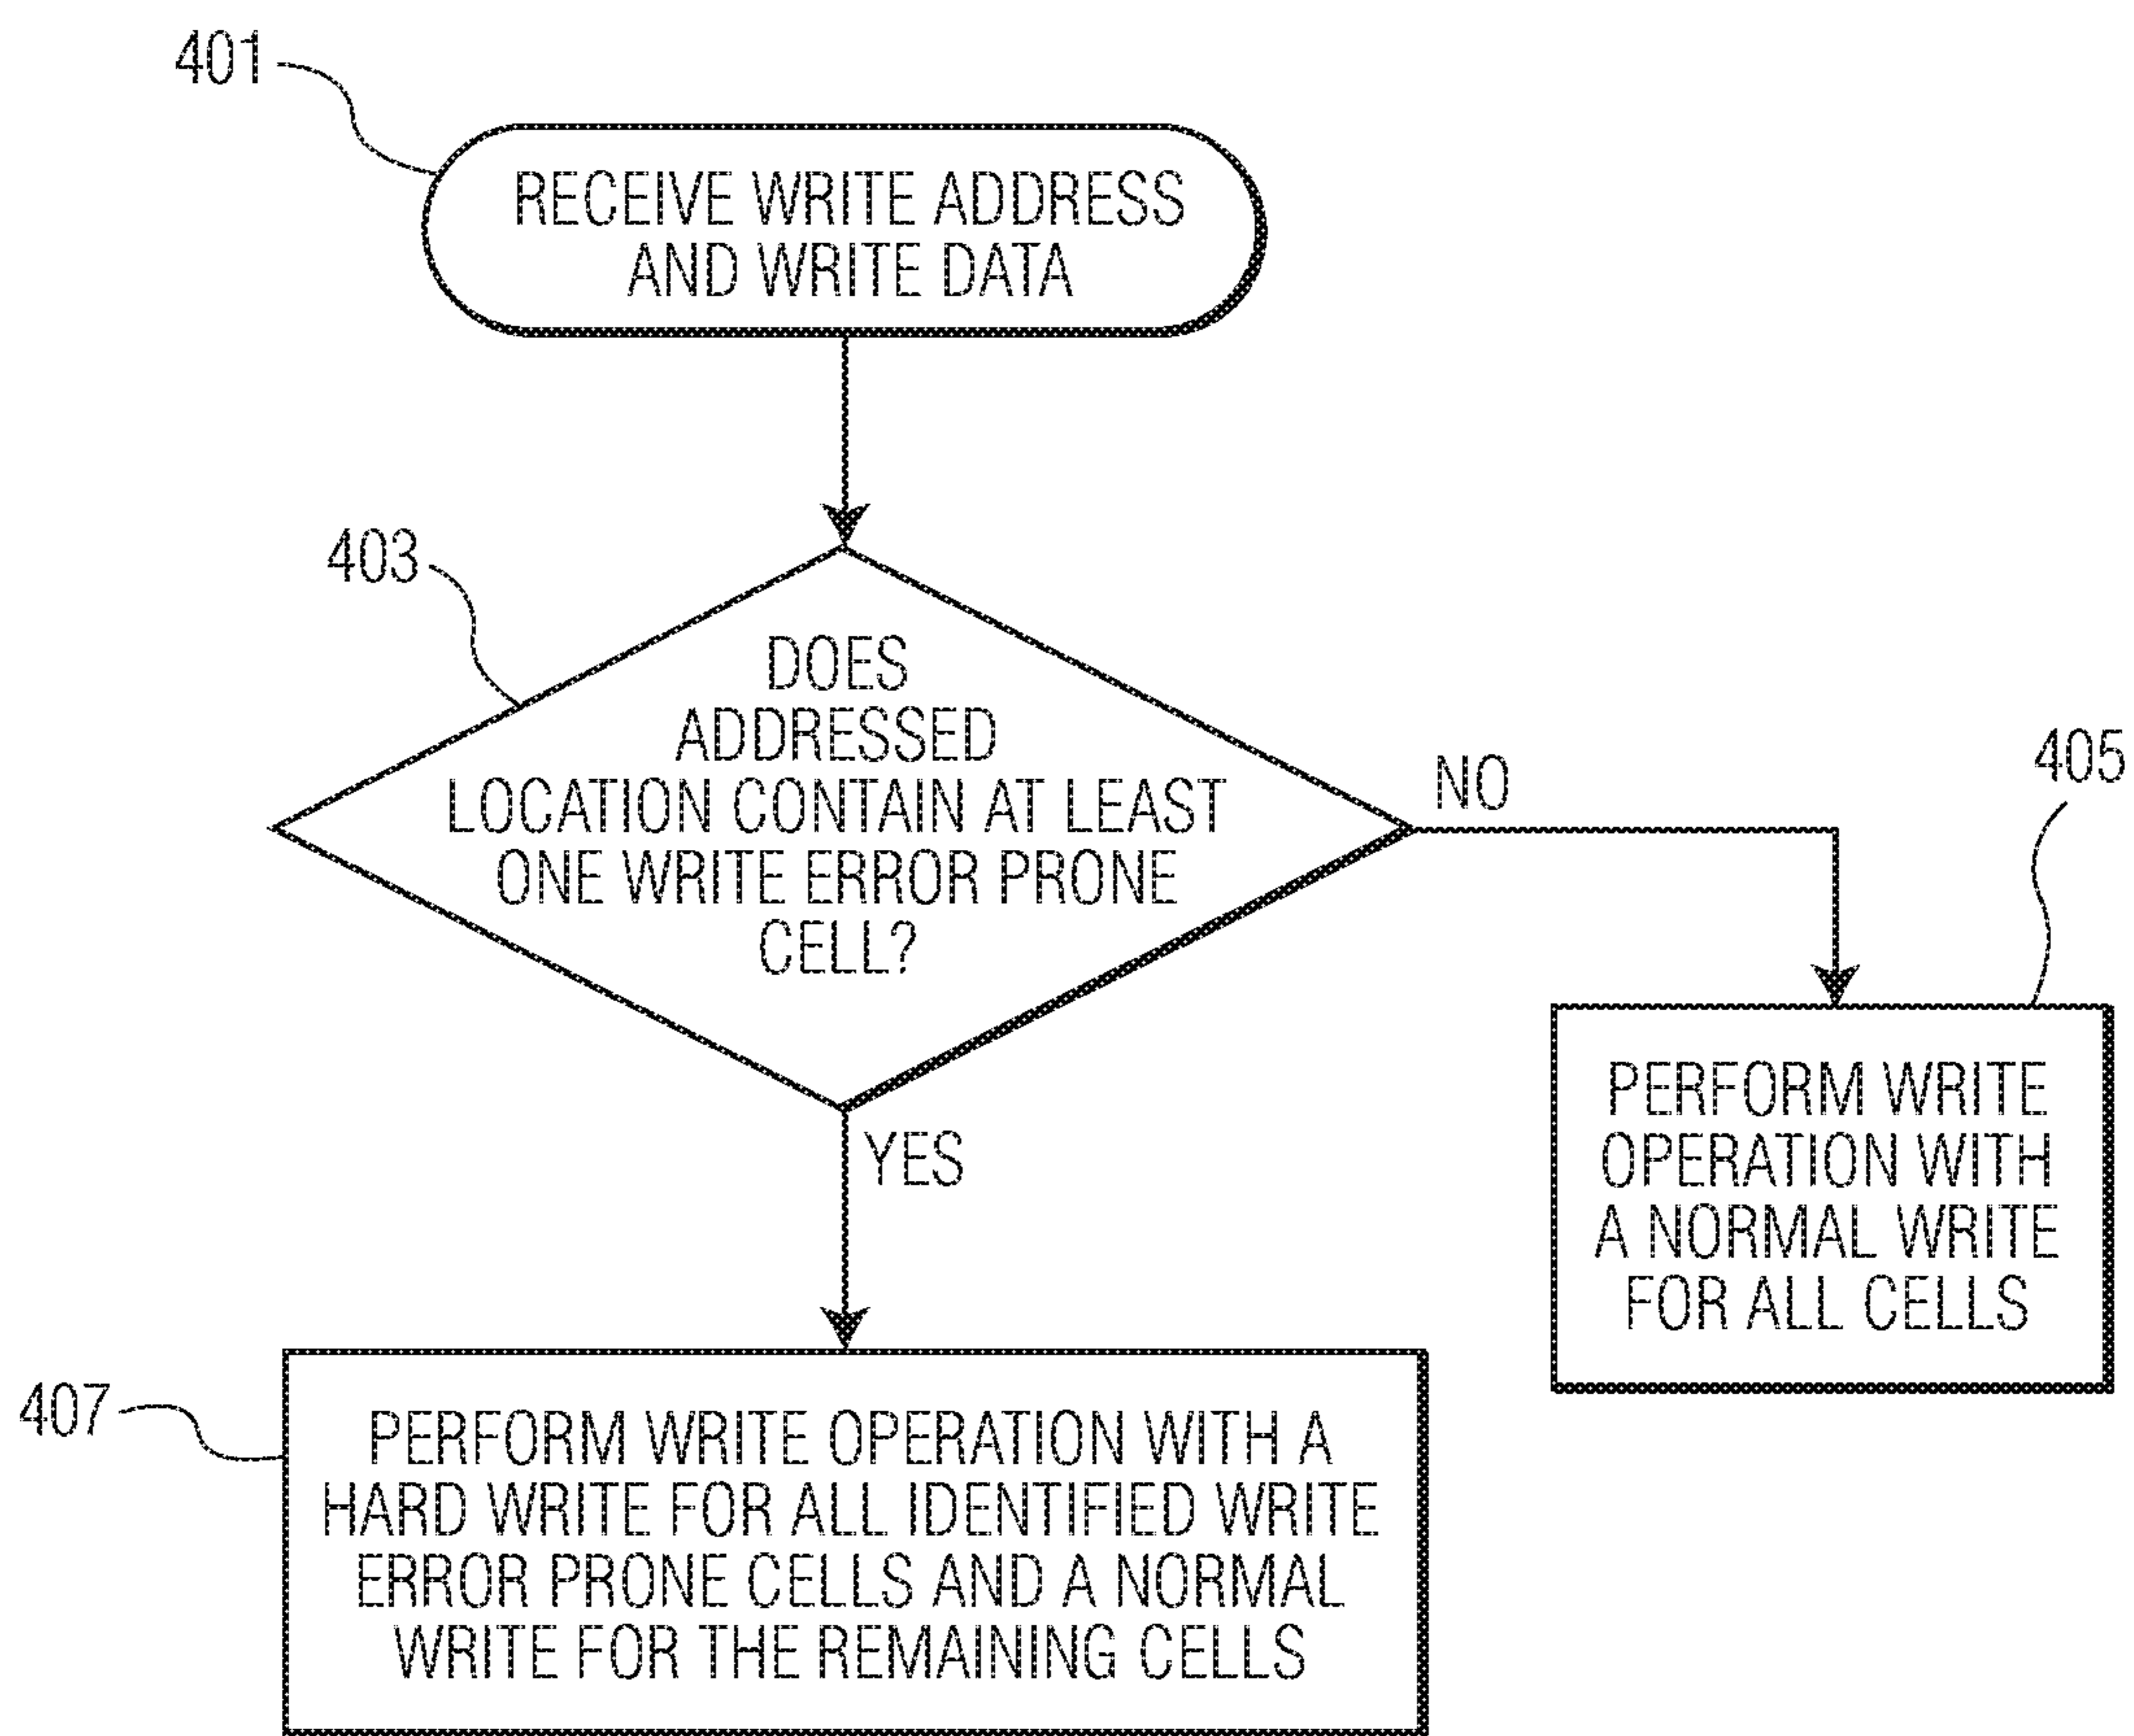 401
RECEIVE WRITE ADDRESS
AND WRITE DATA
403
DOES
ADDRESSED
LOCATION CONTAIN AT LEAST
ONE WRITE ERROR PRONE
CELL?
NO
405
PERFORM WRITE
OPERATION WITH
A NORMAL WRITE
FOR ALL CELLS
YES
407
PERFORM WRITE OPERATION WITH A
HARD WRITE FOR ALL IDENTIFIED WRITE
ERROR PRONE CELLS AND A NORMAL
WRITE FOR THE REMAINING CELLS